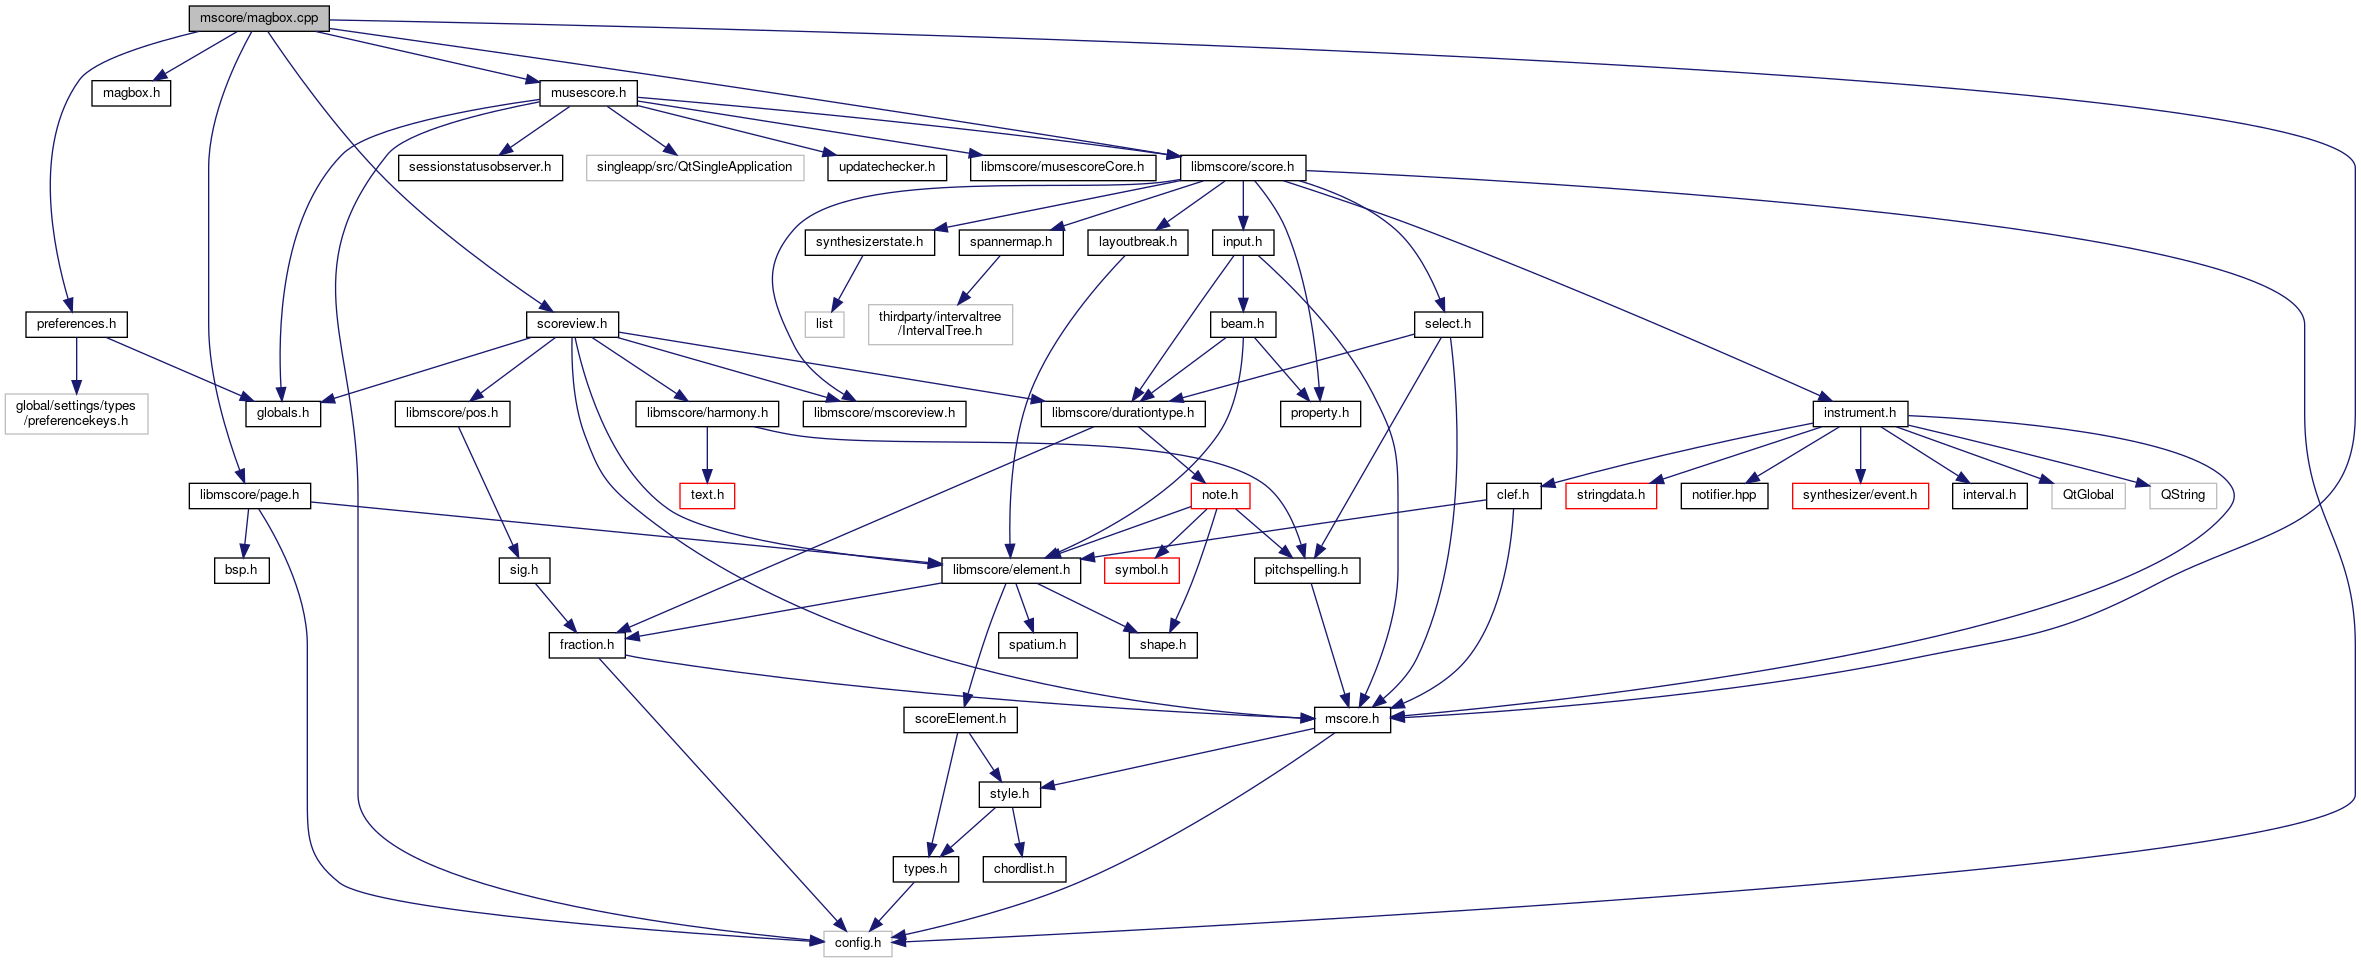 mscore/magbox.cpp
magbox.h
musescore.h
sessionstatusobserver.h
singleapp/src/QtSingleApplication
updatechecker.h
libmscore/musescoreCore.h
libmscore/score.h
synthesizerstate.h
spannermap.h
layoutbreak.h
input.h
preferences.h
scoreview.h
list
thirdparty/intervaltree
/IntervalTree.h
beam.h
select.h
global/settings/types
/preferencekeys.h
globals.h
libmscore/pos.h
libmscore/harmony.h
libmscore/mscoreview.h
libmscore/durationtype.h
property.h
instrument.h
libmscore/page.h
text.h
note.h
clef.h
stringdata.h
notifier.hpp
synthesizer/event.h
interval.h
QtGlobal
QString
bsp.h
sig.h
libmscore/element.h
symbol.h
pitchspelling.h
fraction.h
spatium.h
shape.h
scoreElement.h
mscore.h
style.h
types.h
chordlist.h
config.h